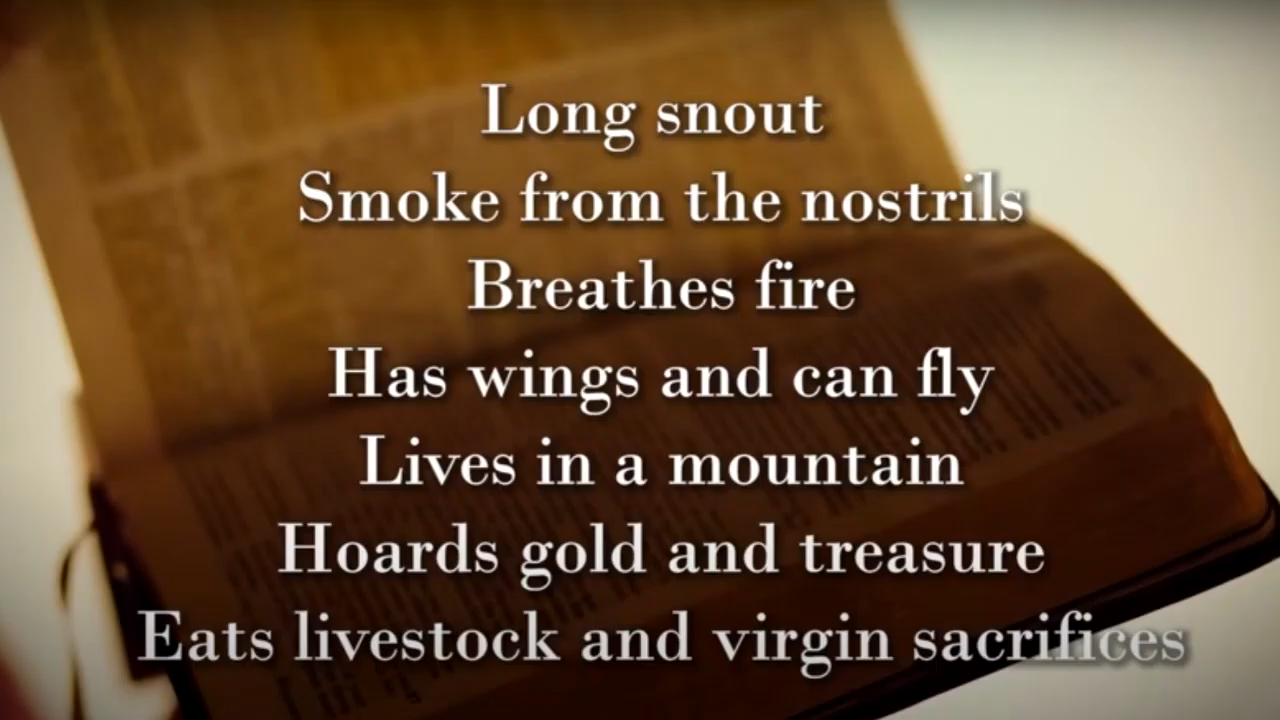 Long snout
Smoke from the nostrils
Breathes fire
Has wings and can fly
Lives in a mountain
Hoards gold and treasure
Eats livestock and virgin sacrifices